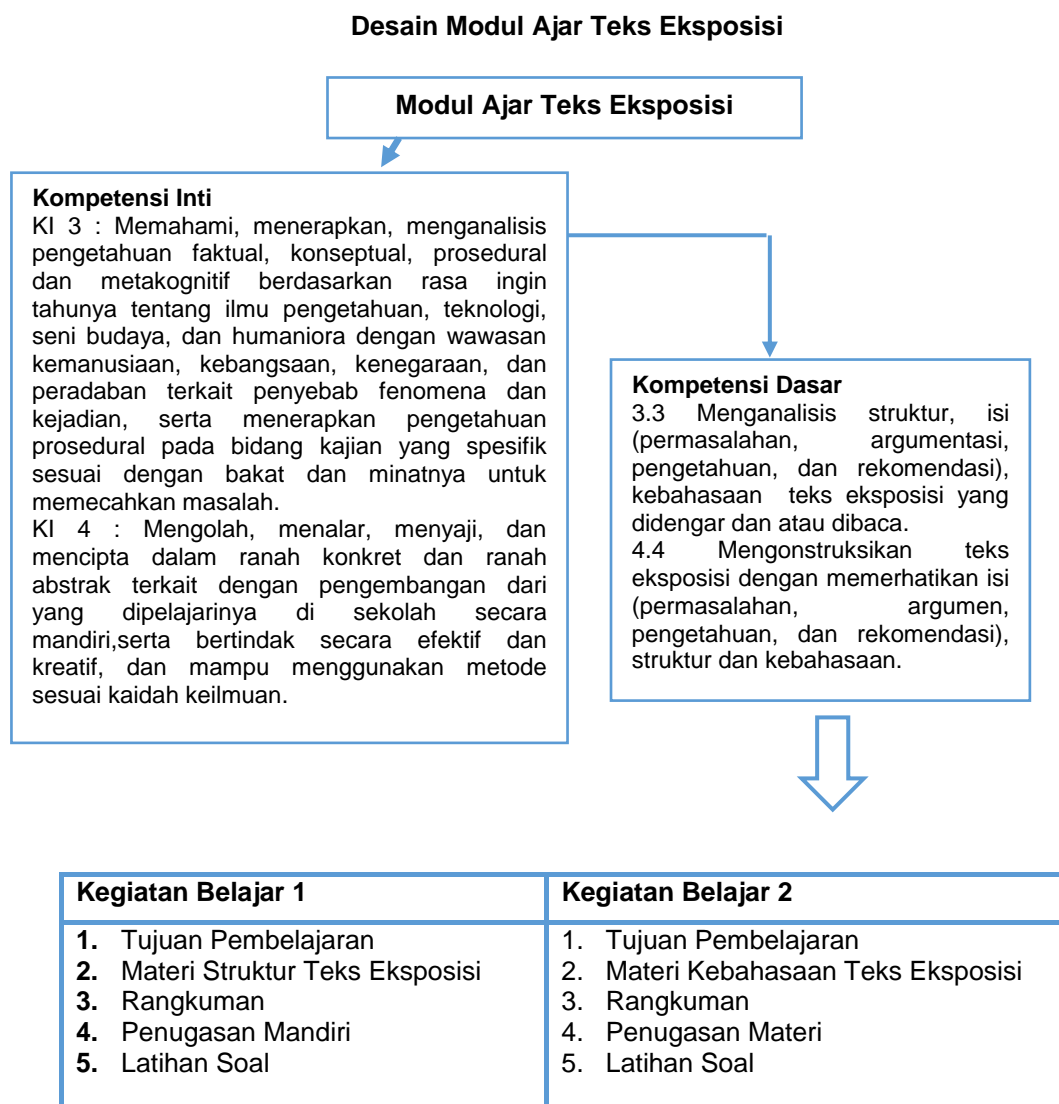 Desain Modul Ajar Teks Eksposisi
Modul Ajar Teks Eksposisi
Kompetensi Inti
KI 3 : Memahami, menerapkan, menganalisis
pengetahuan faktual, konseptual, prosedural
dan metakognitif berdasarkan rasa ingin
tahunya tentang ilmu pengetahuan, teknologi,
seni budaya, dan humaniora dengan wawasan
kemanusiaan, kebangsaan, kenegaraan, dan
peradaban terkait penyebab fenomena dan
kejadian, serta menerapkan pengetahuan
prosedural pada bidang kajian yang spesifik
sesuai dengan bakat dan minatnya untuk
memecahkan masalah.
KI 4 : Mengolah, menalar, menyaji, dan
mencipta dalam ranah konkret dan ranah
abstrak terkait dengan pengembangan dari
yang dipelajarinya di sekolah secara
mandiri,serta bertindak secara efektif dan
kreatif, dan mampu menggunakan metode
sesuai kaidah keilmuan.
Kompetensi Dasar
3.3 Menganalisis struktur, isi
(permasalahan, argumentasi,
pengetahuan, dan rekomendasi),
kebahasaan teks eksposisi yang
didengar dan atau dibaca.
4.4 Mengonstruksikan teks
eksposisi dengan memerhatikan isi
(permasalahan, argumen,
pengetahuan, dan rekomendasi),
struktur dan kebahasaan.
Kegiatan Belajar 1
1. Tujuan Pembelajaran
2. Materi Struktur Teks Eksposisi
3. Rangkuman
4. Penugasan Mandiri
5. Latihan Soal
Kegiatan Belajar 2
1. Tujuan Pembelajaran
2. Materi Kebahasaan Teks Eksposisi
3. Rangkuman
4. Penugasan Materi
5. Latihan Soal